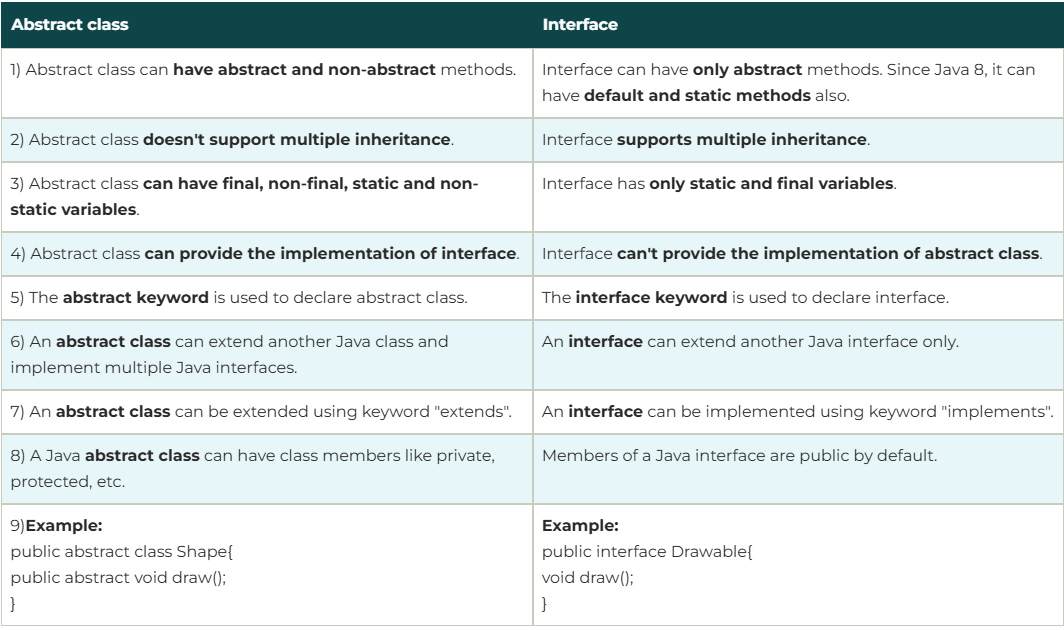 Abstract class
Interface
1) Abstract class can have abstract and non-abstract methods.
Interface can have only abstract methods. Since Java 8, it can
have default and static methods also.
2) Abstract class doesn't support multiple inheritance.
Interface supports multiple inheritance.
3) Abstract class can have final, non-final, static and non-
static variables.
Interface has only static and final variables.
4) Abstract class can provide the implementation of interface.
Interface can't provide the implementation of abstract class.
5) The abstract keyword is used to declare abstract class.
The interface keyword is used to declare interface.
6) An abstract class can extend another Java class and
implement multiple Java interfaces.
An interface can extend another Java interface only.
7) An abstract class can be extended using keyword "extends".
An interface can be implemented using keyword "implements".
8) A Java abstract class can have class members like private,
protected, etc.
Members of a Java interface are public by default.
9)Example:
public abstract class Shape{
public abstract void draw();
}
Example:
public interface Drawable{
void draw();
}